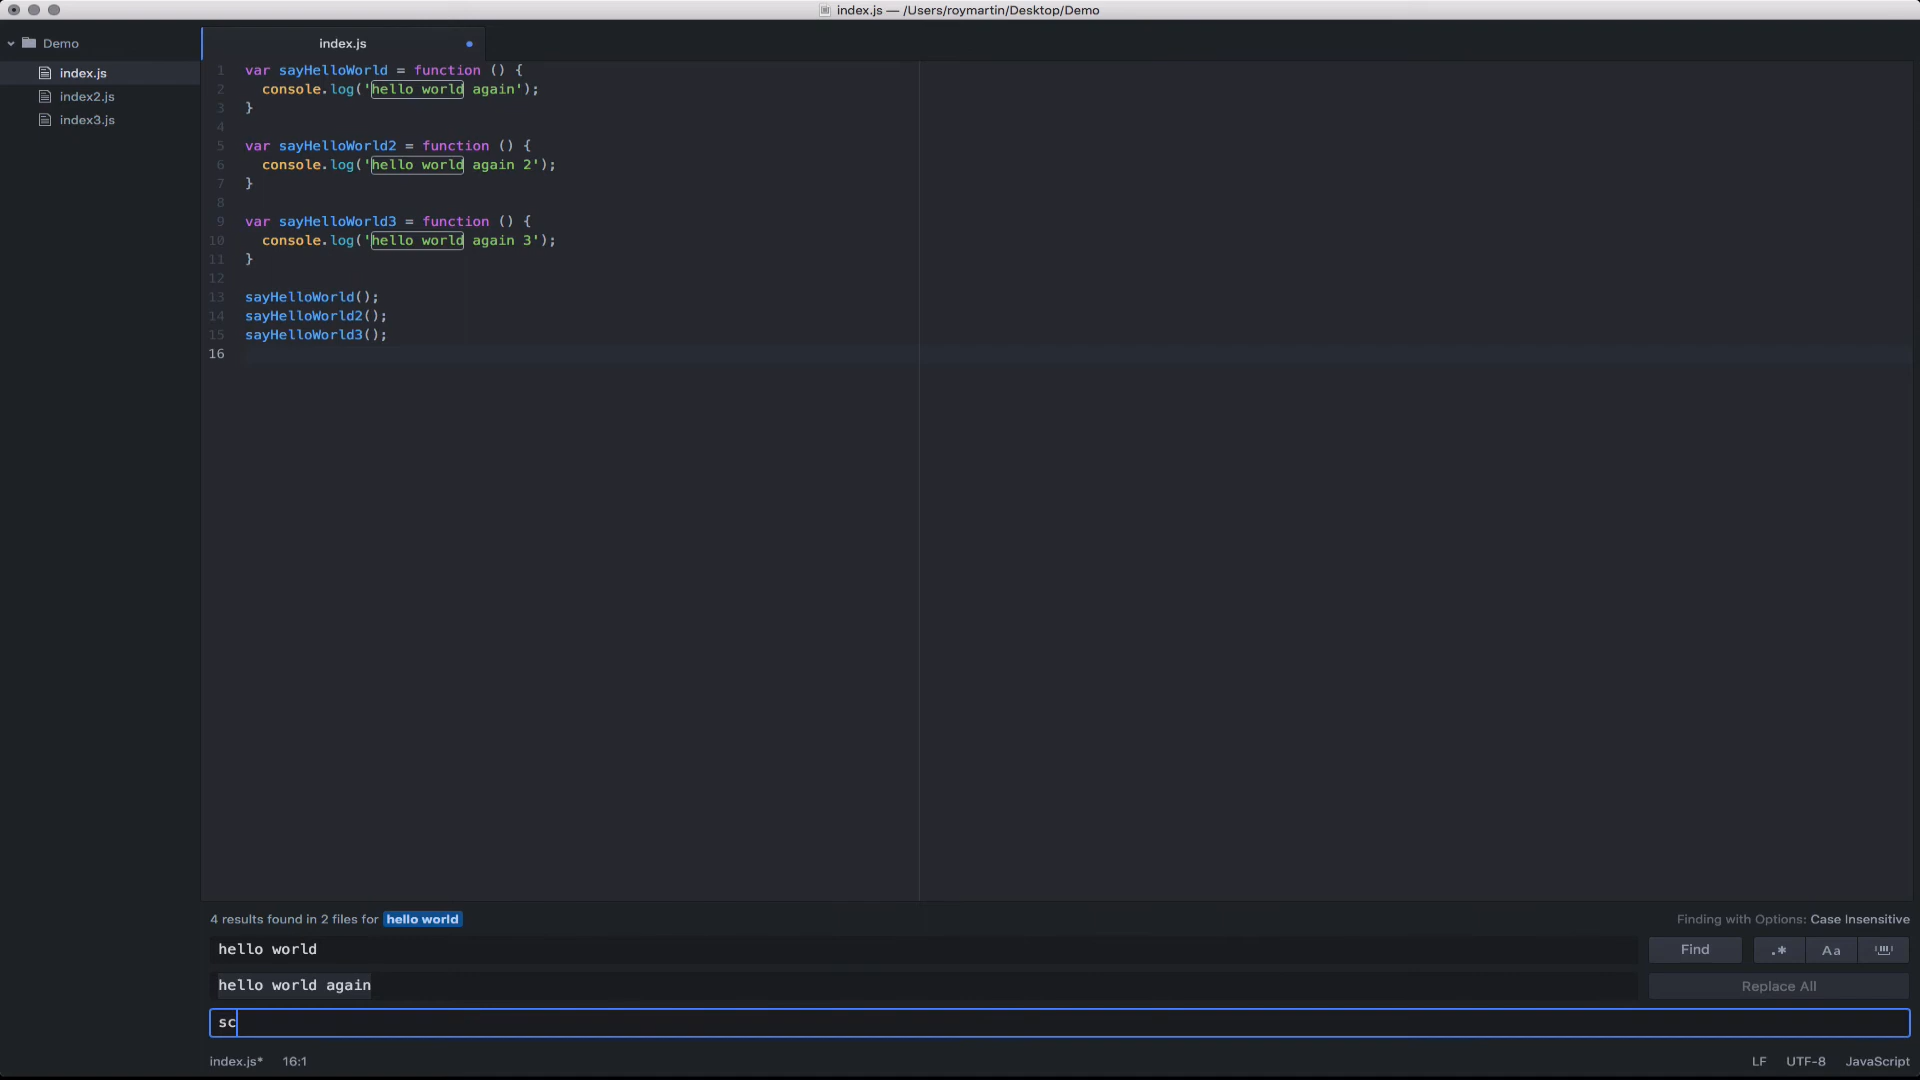 index.js — /Users/roymartin/Desktop/Demo
Demo
index.js
index2.js
index3.js
index.js
1 var sayHelloWorld = function () {
2   console.log('hello world again');
3 }
4
5 var sayHelloWorld2 = function () {
6   console.log('hello world again 2');
7 }
8
9 var sayHelloWorld3 = function () {
10   console.log('hello world again 3');
11 }
12
13 sayHelloWorld();
14 sayHelloWorld2();
15 sayHelloWorld3();
16
4 results found in 2 files for hello world
Finding with Options: Case Insensitive
hello world
Find .* Aa
hello world again
Replace All
sc
index.js* 16:1 LF UTF-8 JavaScript